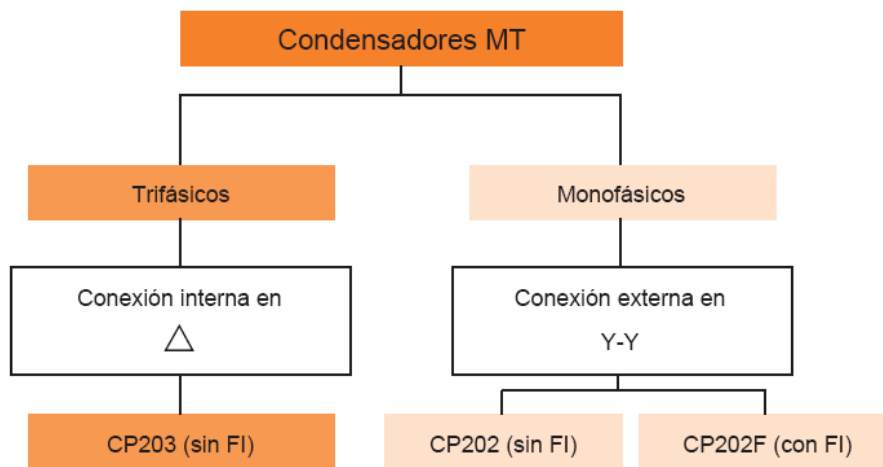 Condensadores MT
Trifásicos
Monofásicos
Conexión interna en
△
Conexión externa en
Y-Y
CP203 (sin FI)
CP202 (sin FI)
CP202F (con FI)